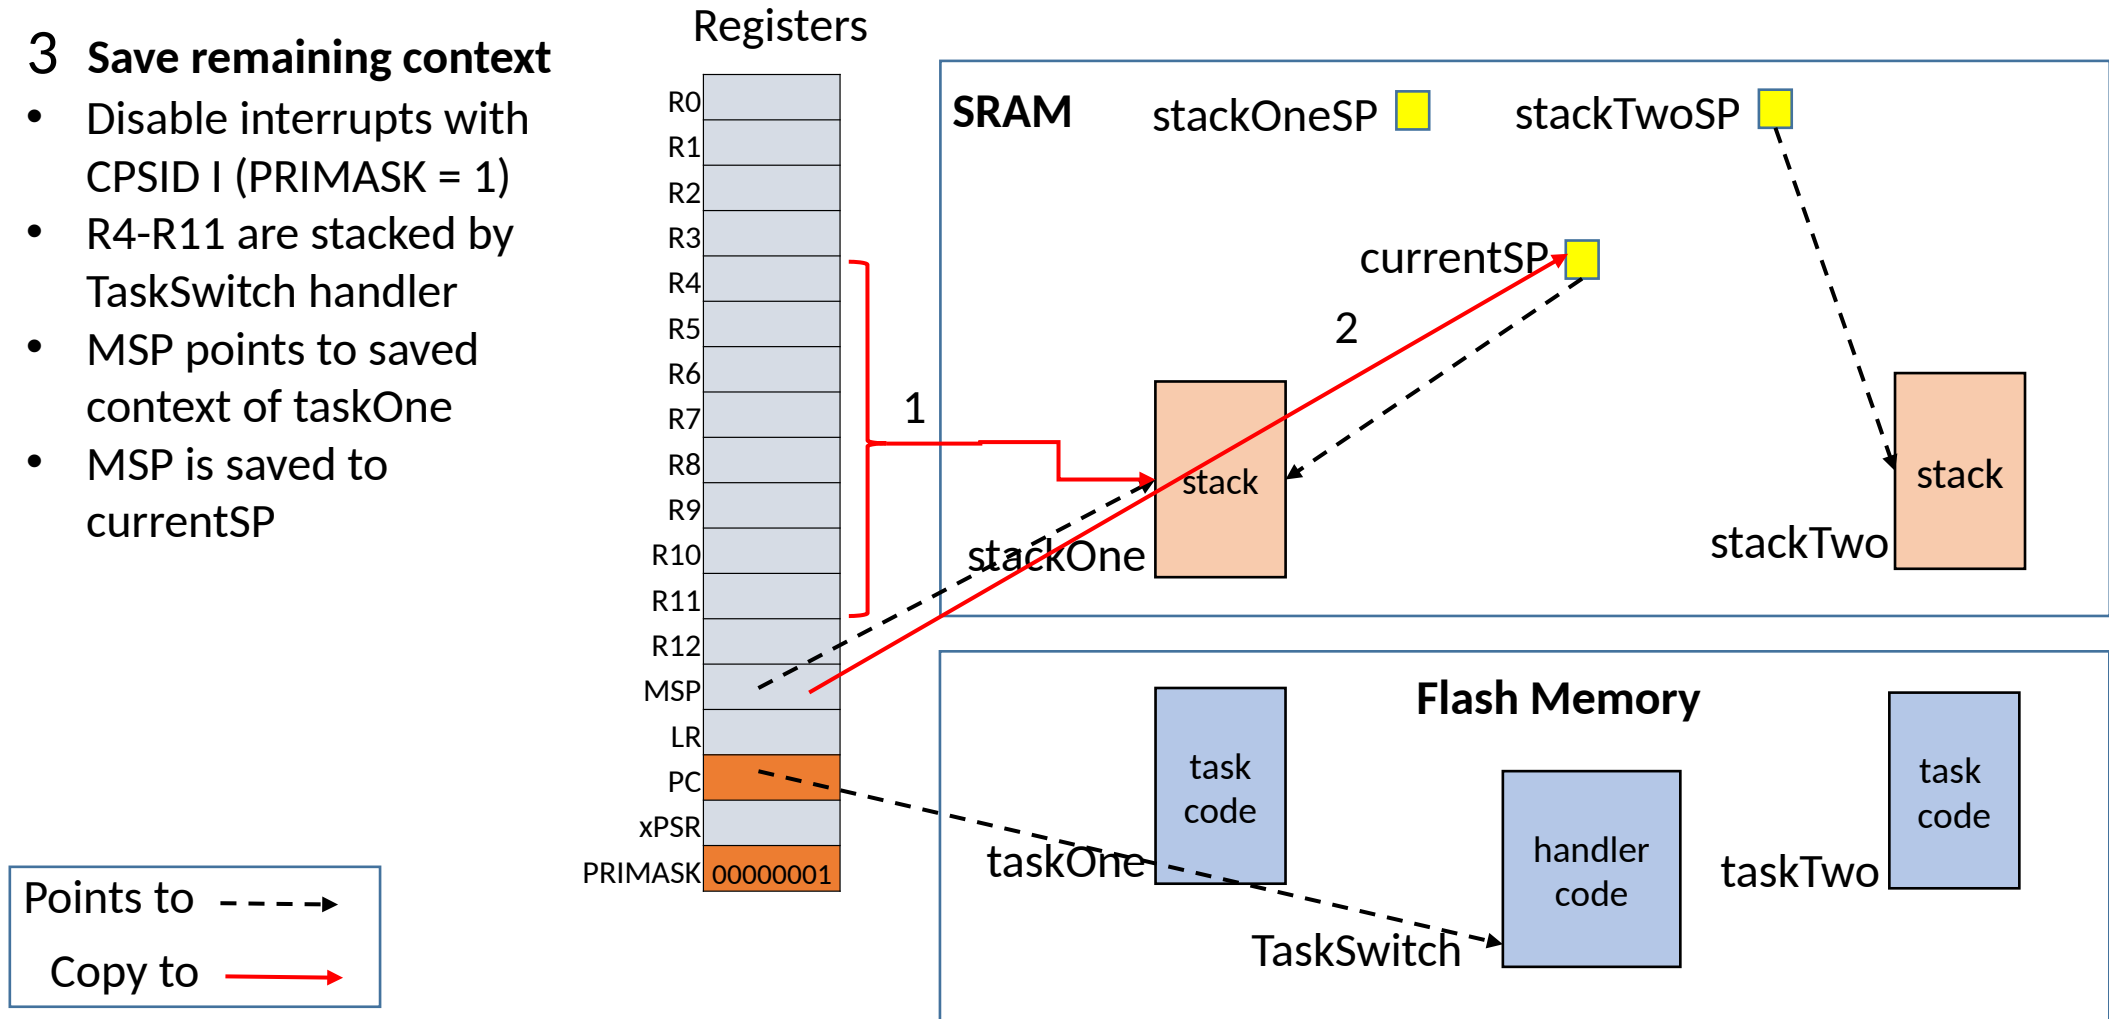 3 Save remaining context
• Disable interrupts with
CPSID I (PRIMASK = 1)
• R4-R11 are stacked by
TaskSwitch handler
• MSP points to saved
context of taskOne
• MSP is saved to
currentSP
Points to
Copy to
Registers
R0
R1
R2
R3
R4
R5
R6
R7
R8
R9
R10
R11
R12
MSP
LR
PC
xPSR
PRIMASK 00000001
1
2
SRAM
stackOneSP
stackTwoSP
currentSP
stack
stackOne
stack
stackTwo
Flash Memory
task
code
taskOne
handler
code
TaskSwitch
task
code
taskTwo